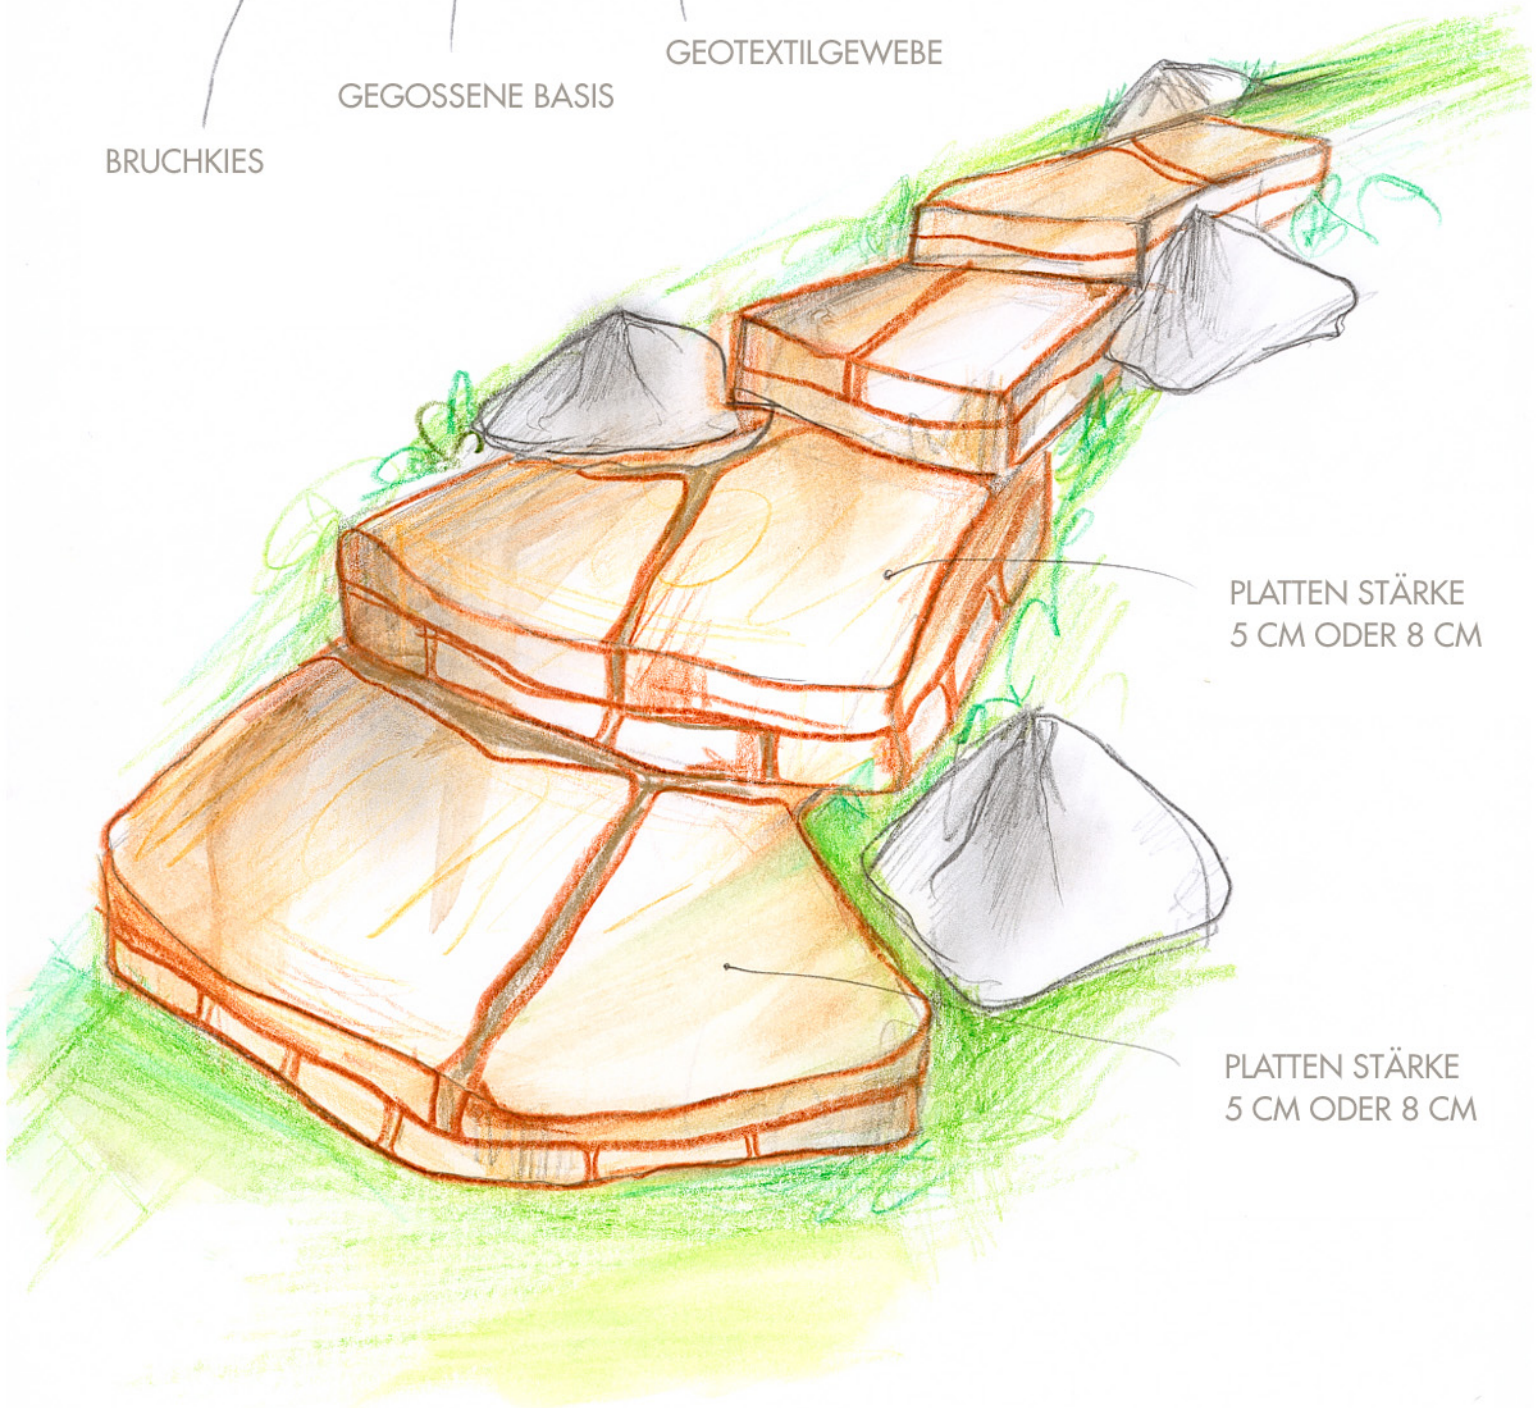 GEOTEXTILGEWEBE
GEGOSSENE BASIS
BRUCHKIES
PLATTEN STÄRKE
5 CM ODER 8 CM
PLATTEN STÄRKE
5 CM ODER 8 CM